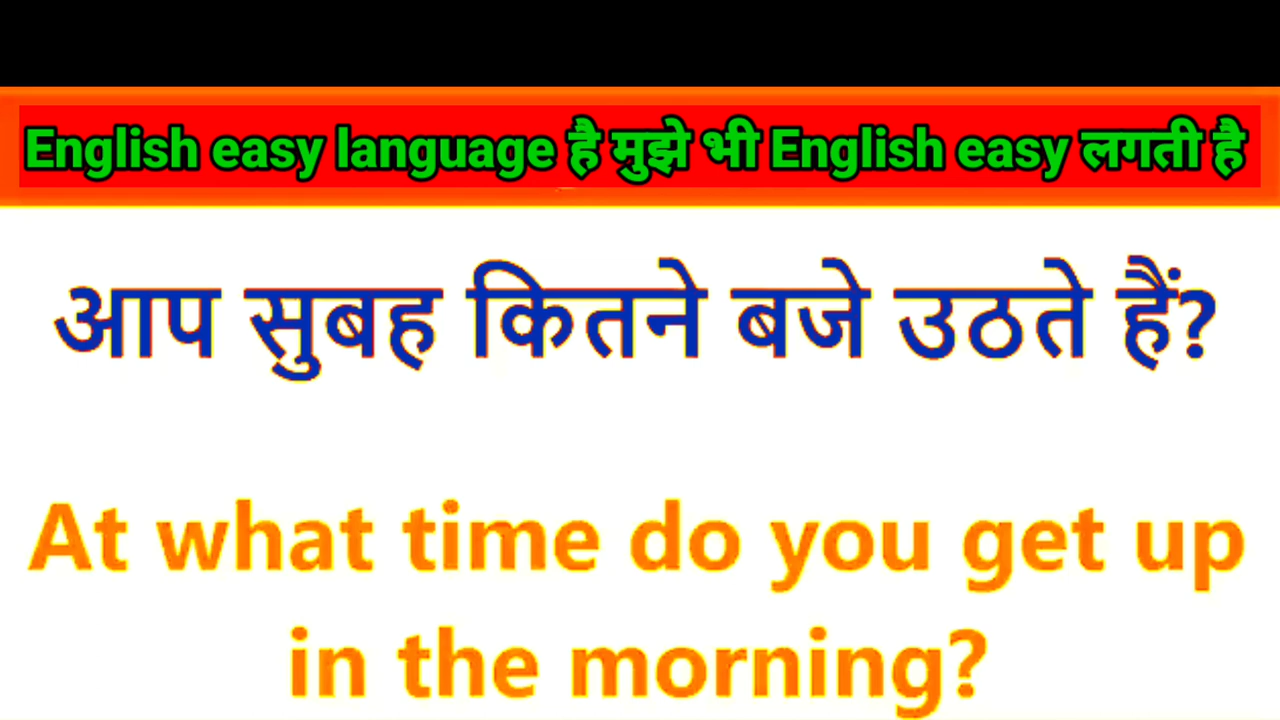 English easy language है मुझे भी English easy लगती है
आप सुबह कितने बजे उठते हैं?
At what time do you get up
in the morning?